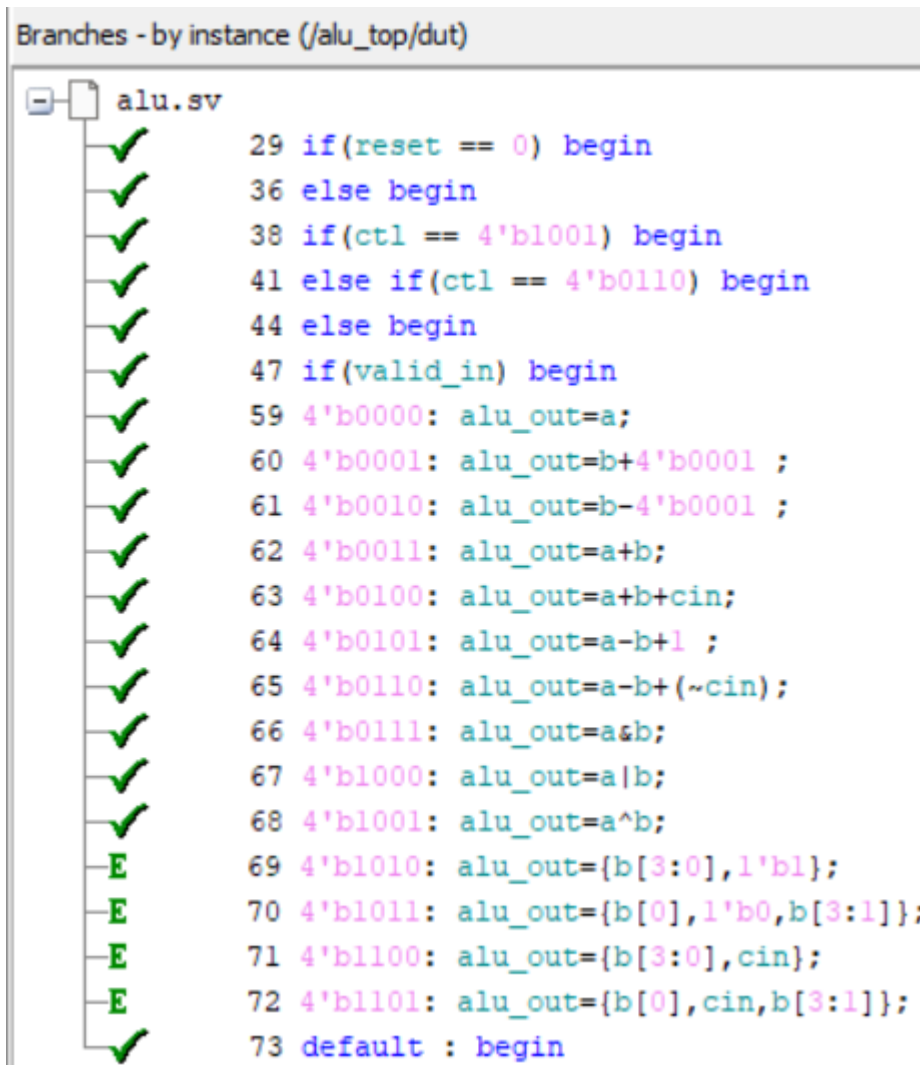 Branches - by instance (/alu_top/dut)
alu.sv
29 if(reset == 0) begin
36 else begin
38 if(ctl == 4'b1001) begin
41 else if(ctl == 4'b0110) begin
44 else begin
47 if(valid_in) begin
59 4'b0000: alu_out=a;
60 4'b0001: alu_out=b+4'b0001 ;
61 4'b0010: alu_out=b-4'b0001 ;
62 4'b0011: alu_out=a+b;
63 4'b0100: alu_out=a+b+cin;
64 4'b0101: alu_out=a-b+1 ;
65 4'b0110: alu_out=a-b+(~cin);
66 4'b0111: alu_out=a&b;
67 4'b1000: alu_out=a|b;
68 4'b1001: alu_out=a^b;
E 69 4'b1010: alu_out={b[3:0],1'b1};
E 70 4'b1011: alu_out={b[0],1'b0,b[3:1]};
E 71 4'b1100: alu_out={b[3:0],cin};
E 72 4'b1101: alu_out={b[0],cin,b[3:1]};
73 default : begin